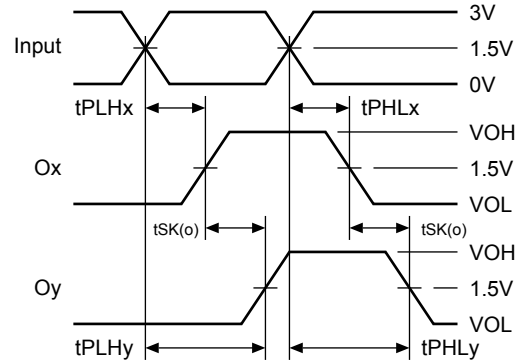 3V
Input
1.5V
0V
tPLHx
tPHLx
VOH
Ox
1.5V
VOL
tSK(o)
tSK(o)
VOH
Oy
1.5V
VOL
tPLHy
tPHLy